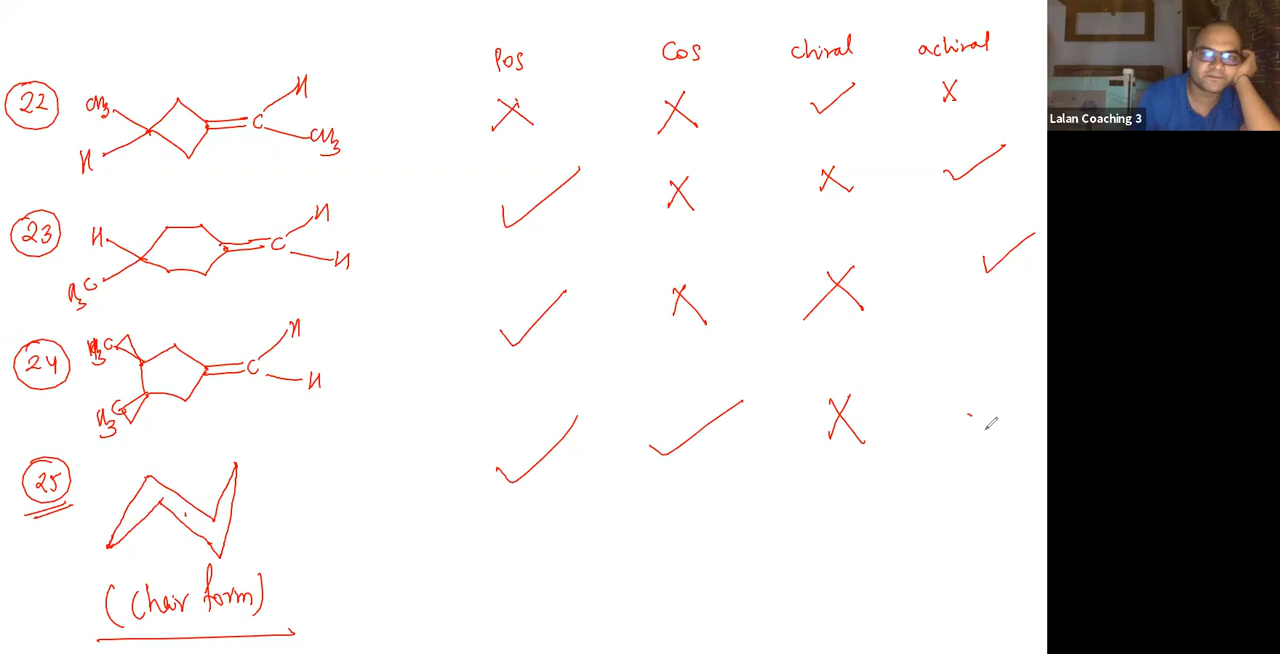 Pos Cos chiral achiral
Lalan Coaching 3
22 CH3 H C H CH3
23 H H3C C H H
24 H3C H3C C H H
25
(Chair form)